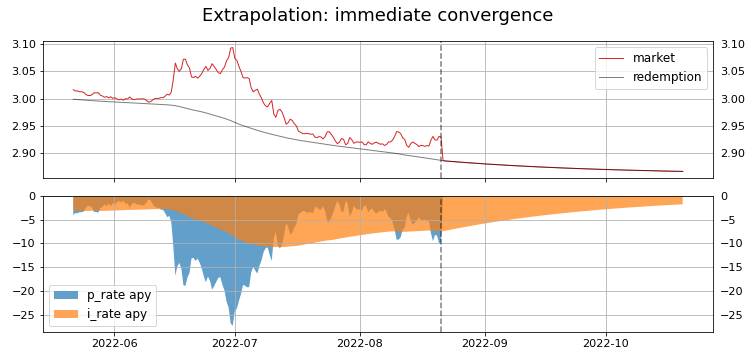 Extrapolation: immediate convergence
3.10 3.10
3.05 3.05
3.00 3.00
2.95 2.95
2.90 2.90
market
redemption
0 0
−5 −5
−10 −10
−15 −15
−20 −20
−25 −25
p_rate apy
i_rate apy
2022-06 2022-07 2022-08 2022-09 2022-10